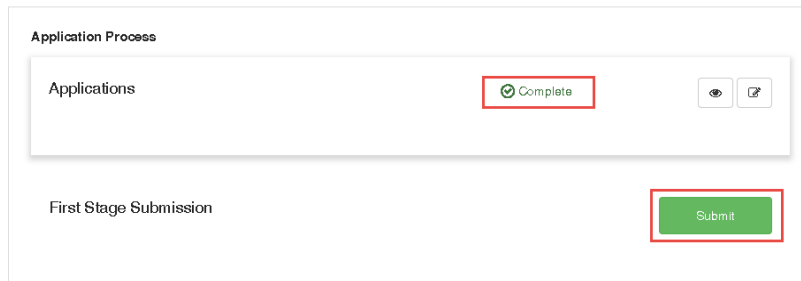 Application Process
Applications
Complete
First Stage Submission
Submit